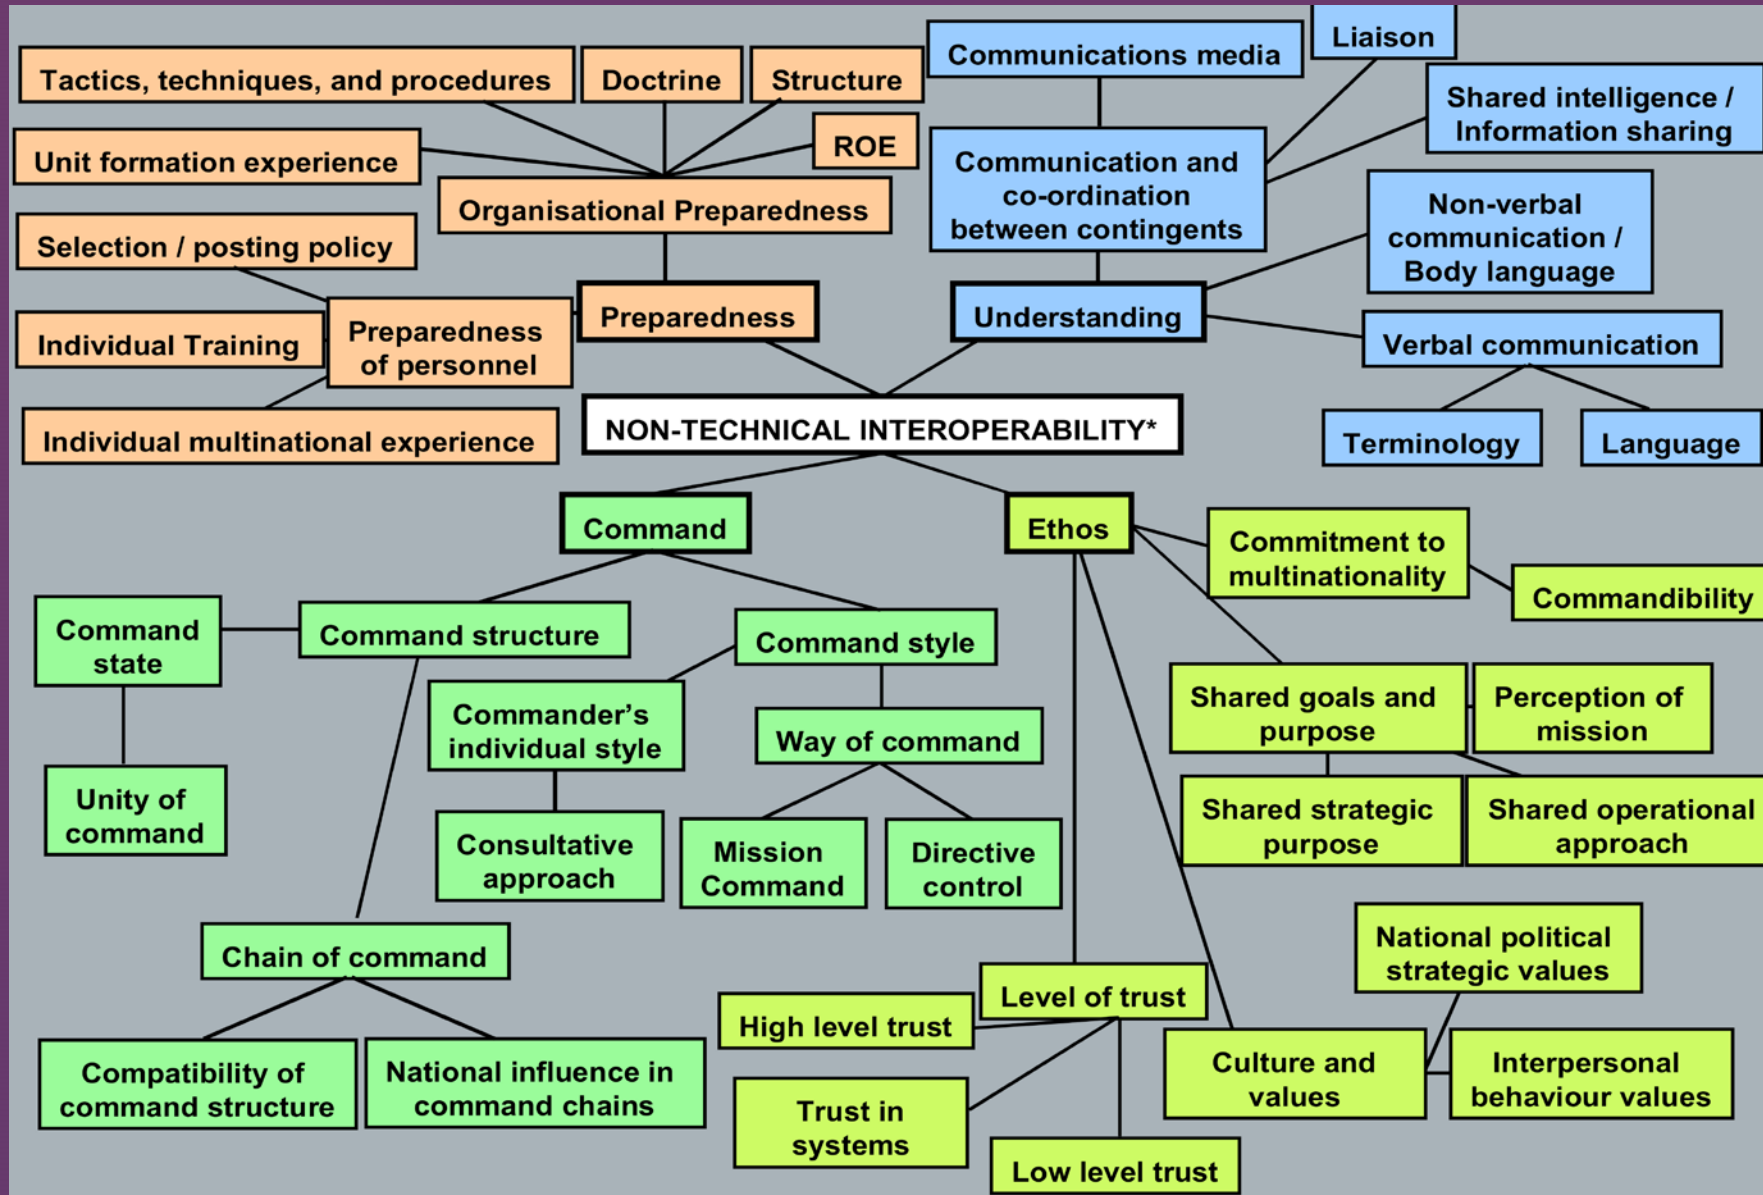 Tactics, techniques, and procedures
Doctrine
Structure
Unit formation experience
ROE
Organisational Preparedness
Selection / posting policy
Individual Training
Preparedness
of personnel
Preparedness
Individual multinational experience
Communications media
Liaison
Shared intelligence /
Information sharing
Communication and
co-ordination
between contingents
Non-verbal
communication /
Body language
Understanding
Verbal communication
Terminology
Language
NON-TECHNICAL INTEROPERABILITY*
Command
Command
state
Command structure
Command style
Unity of
command
Commander’s
individual style
Way of command
Consultative
approach
Mission
Command
Directive
control
Chain of command
Compatibility of
command structure
National influence in
command chains
Ethos
Commitment to
multinationality
Commandibility
Shared goals and
purpose
Perception of
mission
Shared strategic
purpose
Shared operational
approach
National political
strategic values
Level of trust
High level trust
Culture and
values
Interpersonal
behaviour values
Trust in
systems
Low level trust